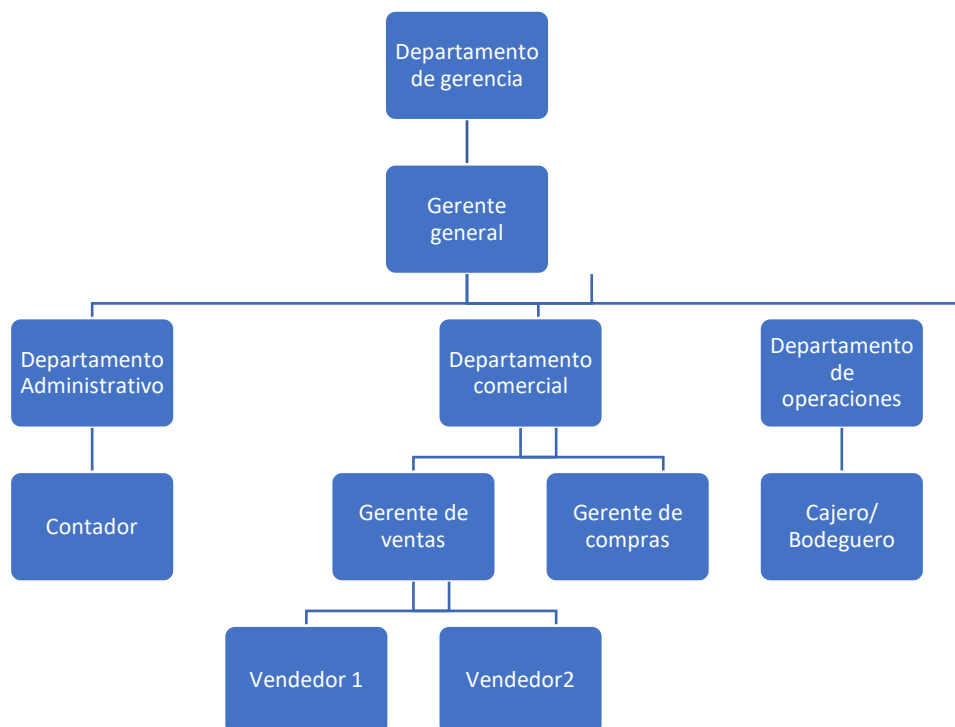 Departamento
de gerencia
Gerente
general
Departamento
Administrativo
Departamento
comercial
Departamento
de
operaciones
Contador
Gerente de
ventas
Gerente de
compras
Cajero/
Bodeguero
Vendedor 1
Vendedor2